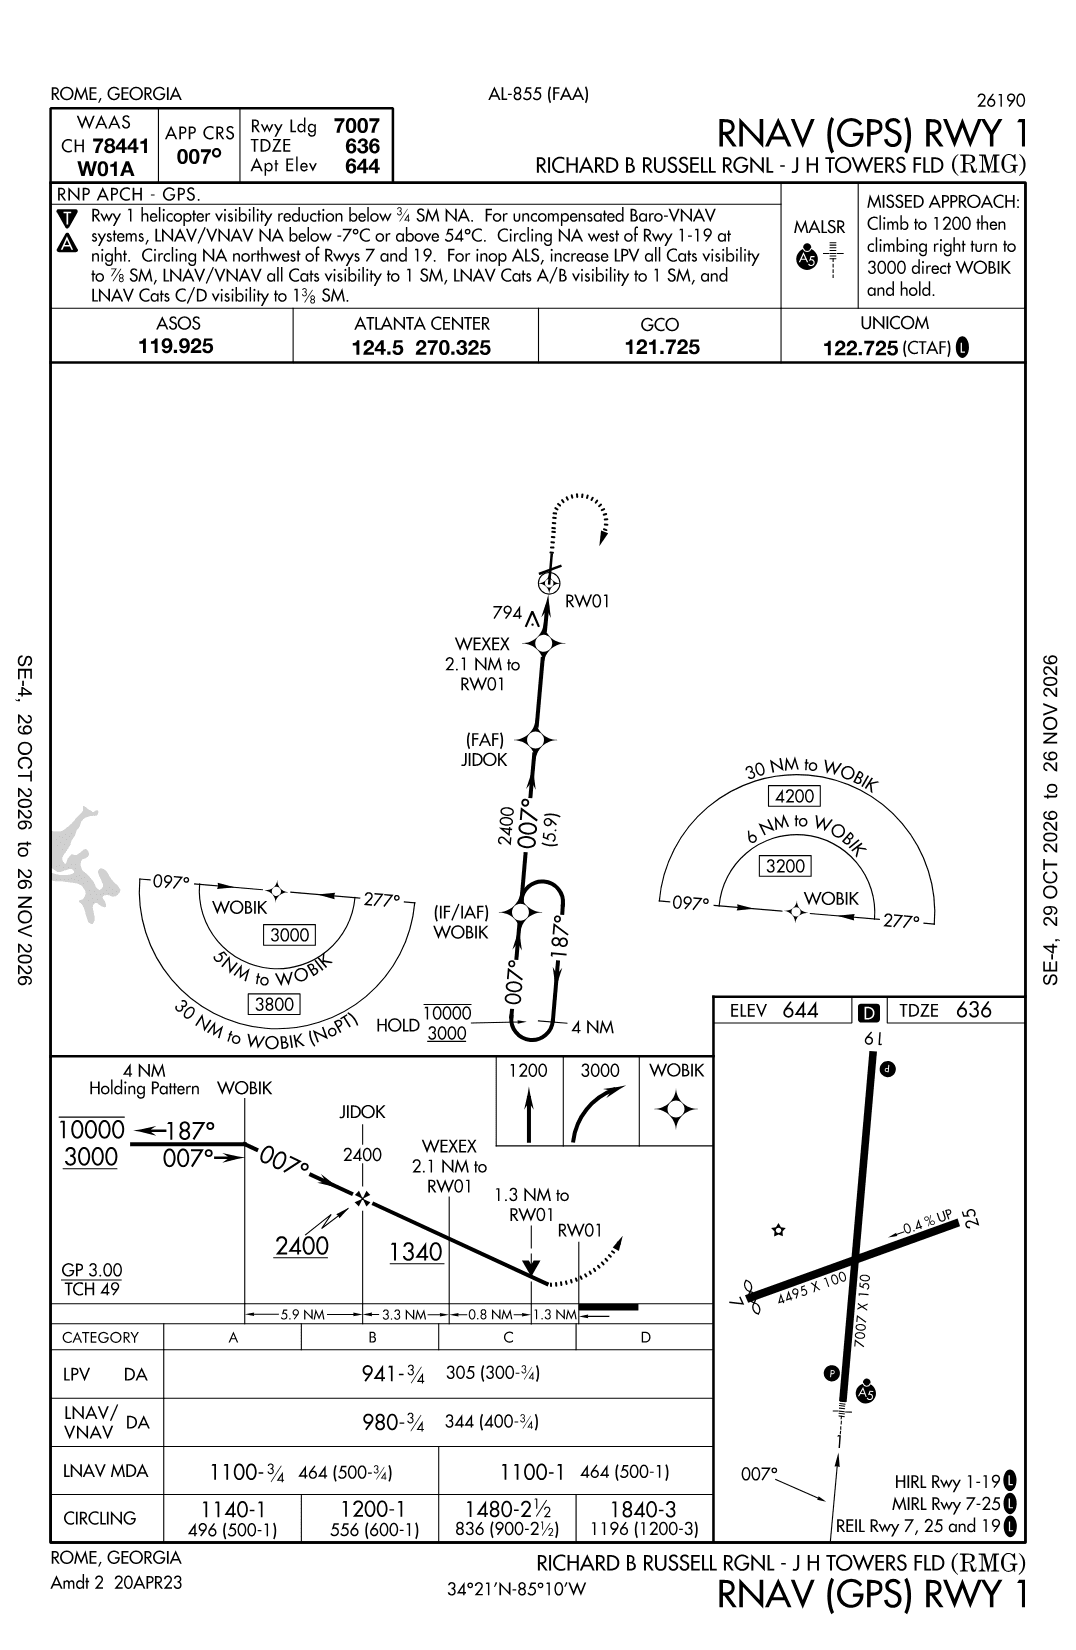 ROME, GEORGIA
AL-855 (FAA)
26190
WAAS
CH 78441
W01A
APP CRS
007°
Rwy Ldg 7007
TDZE 636
Apt Elev 644
RNAV (GPS) RWY 1
RICHARD B RUSSELL RGNL - J H TOWERS FLD (RMG)
RNP APCH - GPS.
T
A
Rwy 1 helicopter visibility reduction below ¾ SM NA. For uncompensated Baro-VNAV
systems, LNAV/VNAV NA below -7°C or above 54°C. Circling NA west of Rwy 1-19 at
night. Circling NA northwest of Rwys 7 and 19. For inop ALS, increase LPV all Cats visibility
to ⅞ SM, LNAV/VNAV all Cats visibility to 1 SM, LNAV Cats A/B visibility to 1 SM, and
LNAV Cats C/D visibility to 1⅜ SM.
MALSR
A5
MISSED APPROACH:
Climb to 1200 then
climbing right turn to
3000 direct WOBIK
and hold.
ASOS
119.925
ATLANTA CENTER
124.5 270.325
GCO
121.725
UNICOM
122.725 (CTAF) L
SE-4, 29 OCT 2026 to 26 NOV 2026
SE-4, 29 OCT 2026 to 26 NOV 2026
RW01
794
WEXEX
2.1 NM to
RW01
(FAF)
JIDOK
2400
007°
(5.9)
(IF/IAF)
WOBIK
007°
187°
HOLD
10000
3000
4 NM
30 NM to WOBIK
4200
6 NM to WOBIK
3200
WOBIK
097°
277°
097°
277°
WOBIK
3000
5NM to WOBIK
3800
30 NM to WOBIK (NoPT)
ELEV 644
D
TDZE 636
19
P
0.4% UP
25
7
4495 X 100
7007 X 150
P
A5
1
007°
HIRL Rwy 1-19 L
MIRL Rwy 7-25 L
REIL Rwy 7, 25 and 19 L
4 NM
Holding Pattern
WOBIK
10000
3000
187°
007°
007°
JIDOK
2400
2400
WEXEX
2.1 NM to
RW01
1340
1.3 NM to
RW01
RW01
1200
3000
WOBIK
GP 3.00
TCH 49
5.9 NM
3.3 NM
0.8 NM
1.3 NM
CATEGORY A B C D
LPV DA 941-¾ 305 (300-¾)
LNAV/
VNAV DA 980-¾ 344 (400-¾)
LNAV MDA 1100-¾ 464 (500-¾) 1100-1 464 (500-1)
CIRCLING
1140-1
496 (500-1)
1200-1
556 (600-1)
1480-2½
836 (900-2½)
1840-3
1196 (1200-3)
ROME, GEORGIA
Amdt 2 20APR23
34°21'N-85°10'W
RICHARD B RUSSELL RGNL - J H TOWERS FLD (RMG)
RNAV (GPS) RWY 1